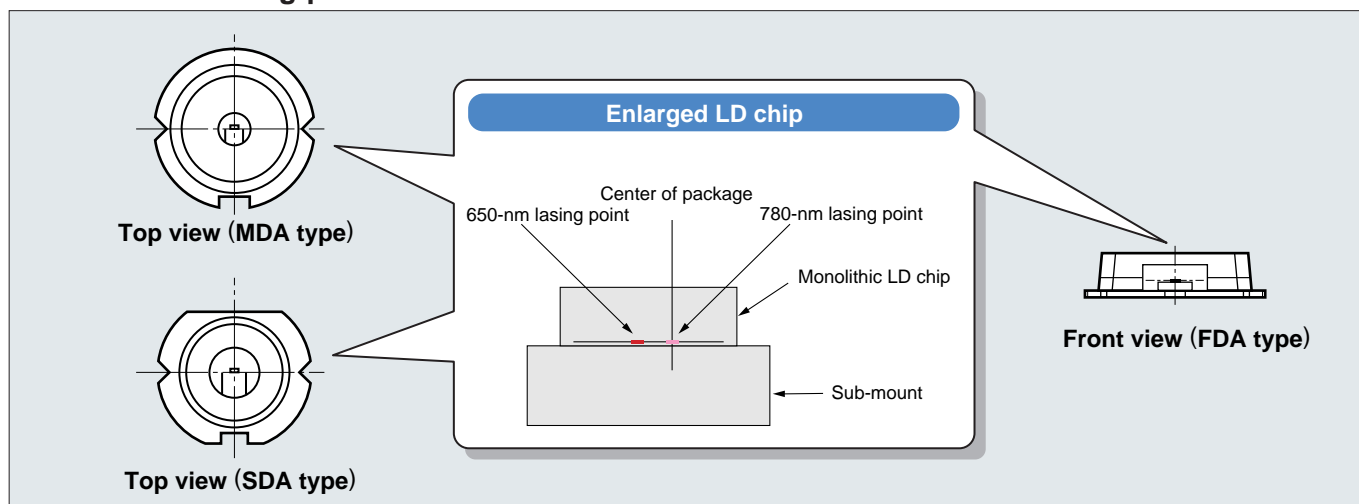 Enlarged LD chip
Center of package
650-nm lasing point
780-nm lasing point
Monolithic LD chip
Sub-mount
Top view (MDA type)
Top view (SDA type)
Front view (FDA type)